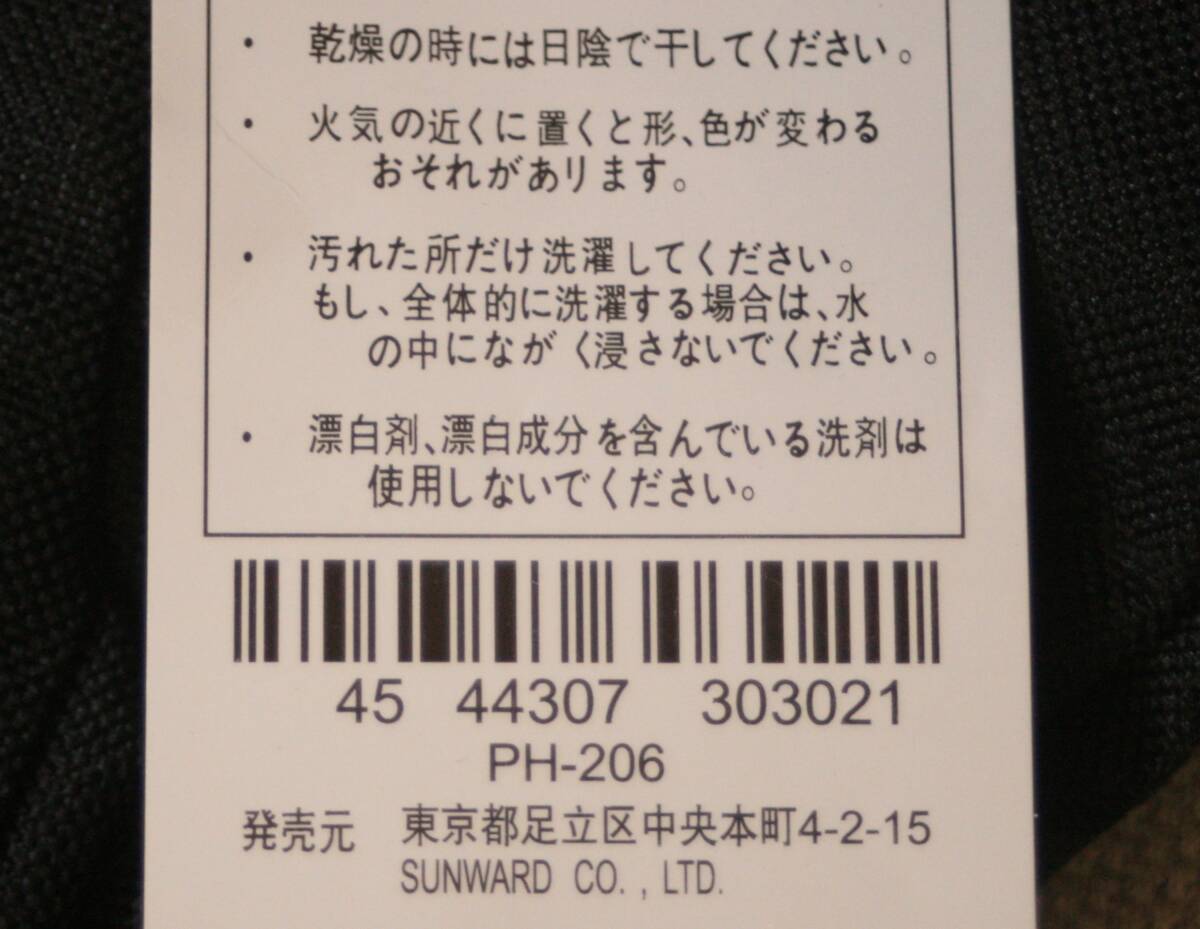 ・ 乾燥の時には日陰で干してください。
・ 火気の近くに置くと形、色が変わる
おそれがあります。
・ 汚れた所だけ洗濯してください。
もし、全体的に洗濯する場合は、水
の中にながく浸さないでください。
・ 漂白剤、漂白成分を含んでいる洗剤は
使用しないでください。
45 44307 303021
PH-206
発売元 東京都足立区中央本町4-2-15
SUNWARD CO. , LTD.